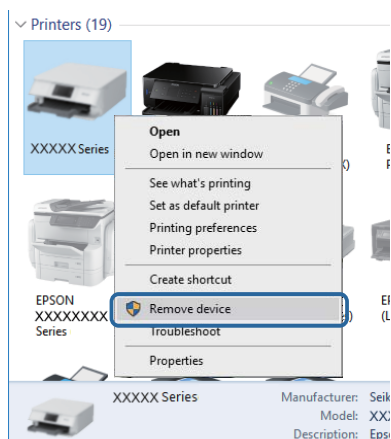 Printers (19)
XXXXX Series
Open
Open in new window
See what's printing
Set as default printer
Printing preferences
Printer properties
Create shortcut
Remove device
Troubleshoot
Properties
EPSON
XXXXXXXX
Series
XXXXX Series
Manufacturer:
Model:
Description: